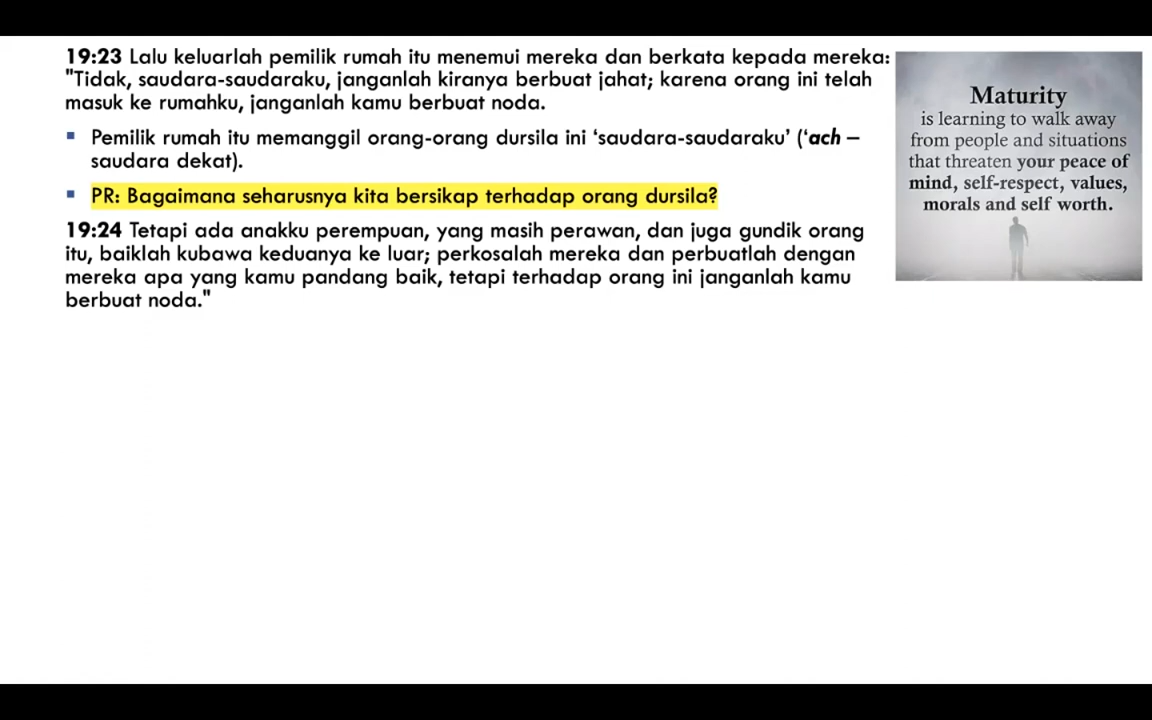 19:23 Lalu keluarlah pemilik rumah itu menemui mereka dan berkata kepada mereka:
"Tidak, saudara-saudaraku, janganlah kiranya berbuat jahat; karena orang ini telah
masuk ke rumahku, janganlah kamu berbuat noda.
▪ Pemilik rumah itu memanggil orang-orang dursila ini ‘saudara-saudaraku’ (‘ach –
saudara dekat).
▪ PR: Bagaimana seharusnya kita bersikap terhadap orang dursila?
19:24 Tetapi ada anakku perempuan, yang masih perawan, dan juga gundik orang
itu, baiklah kubawa keduanya ke luar; perkosalah mereka dan perbuatlah dengan
mereka apa yang kamu pandang baik, tetapi terhadap orang ini janganlah kamu
berbuat noda."
Maturity
is learning to walk away
from people and situations
that threaten your peace of
mind, self-respect, values,
morals and self worth.